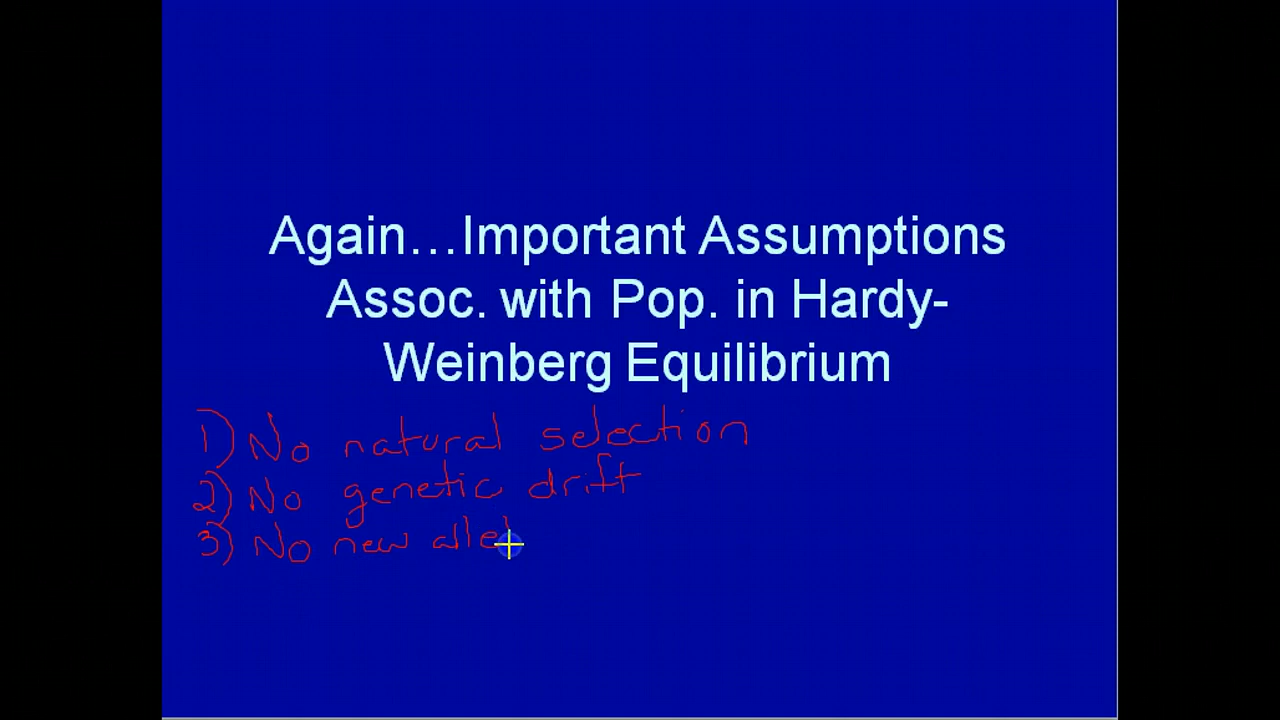 Again…Important Assumptions
Assoc. with Pop. in Hardy-
Weinberg Equilibrium
1) No natural selection
2) No genetic drift
3) No new allel